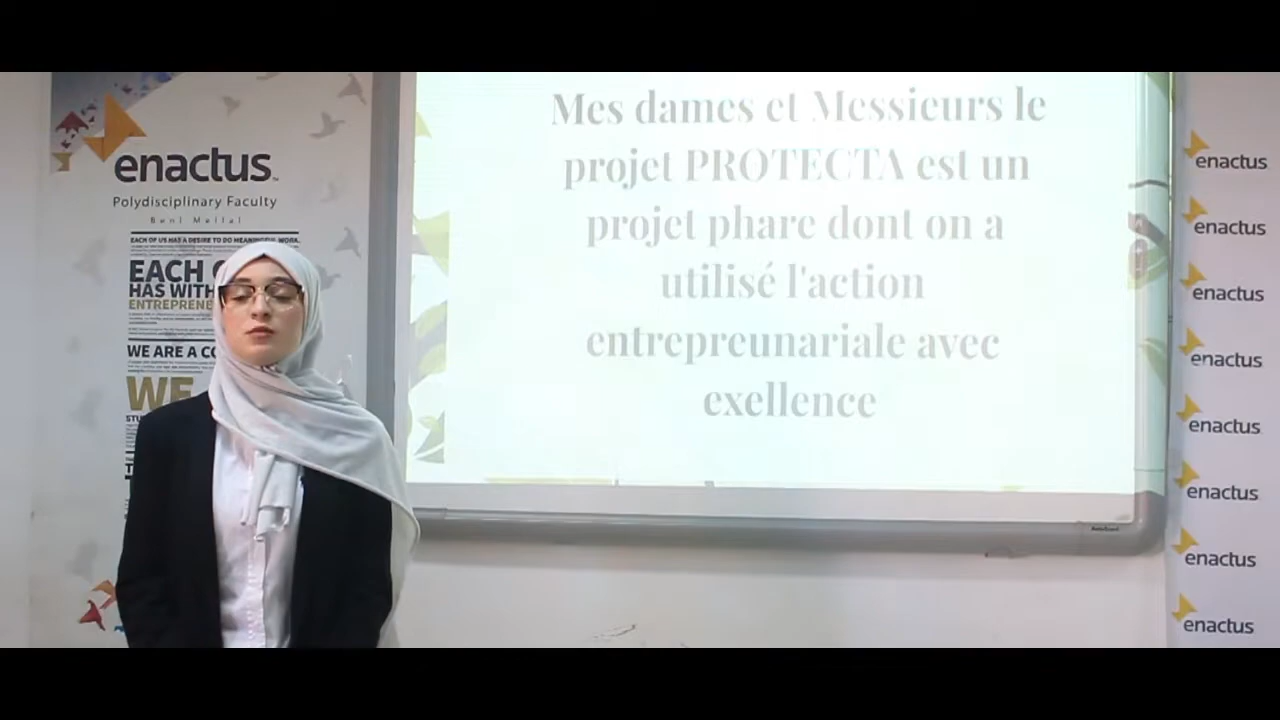 enactus
Polydisciplinary Faculty
Beni Mellal
EACH OF US HAS A DESIRE TO DO MEANINGFUL WORK.
EACH
HAS WITH
ENTREPRENE
WE ARE A CO
WE
Mes dames et Messieurs le
projet PROTECTA est un
projet phare dont on a
utilisé l'action
entrepreunariale avec
exellence
enactus
enactus
enactus
enactus
enactus
enactus
enactus
enactus